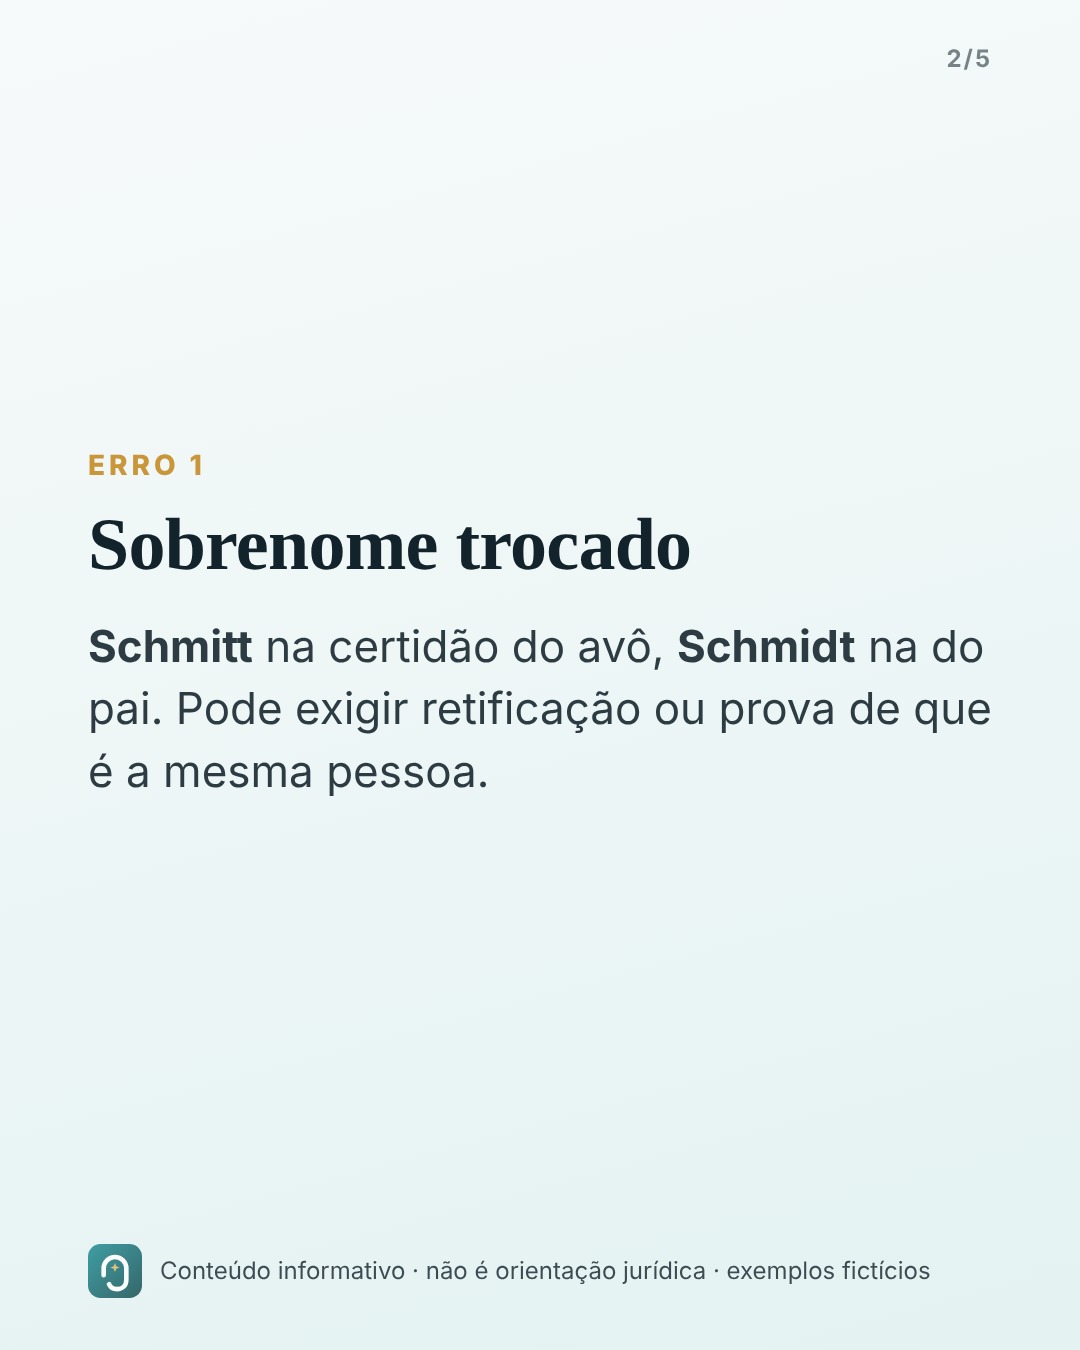 2/5
ERRO 1
Sobrenome trocado
Schmitt na certidão do avô, Schmidt na do
pai. Pode exigir retificação ou prova de que
é a mesma pessoa.
Conteúdo informativo · não é orientação jurídica · exemplos fictícios